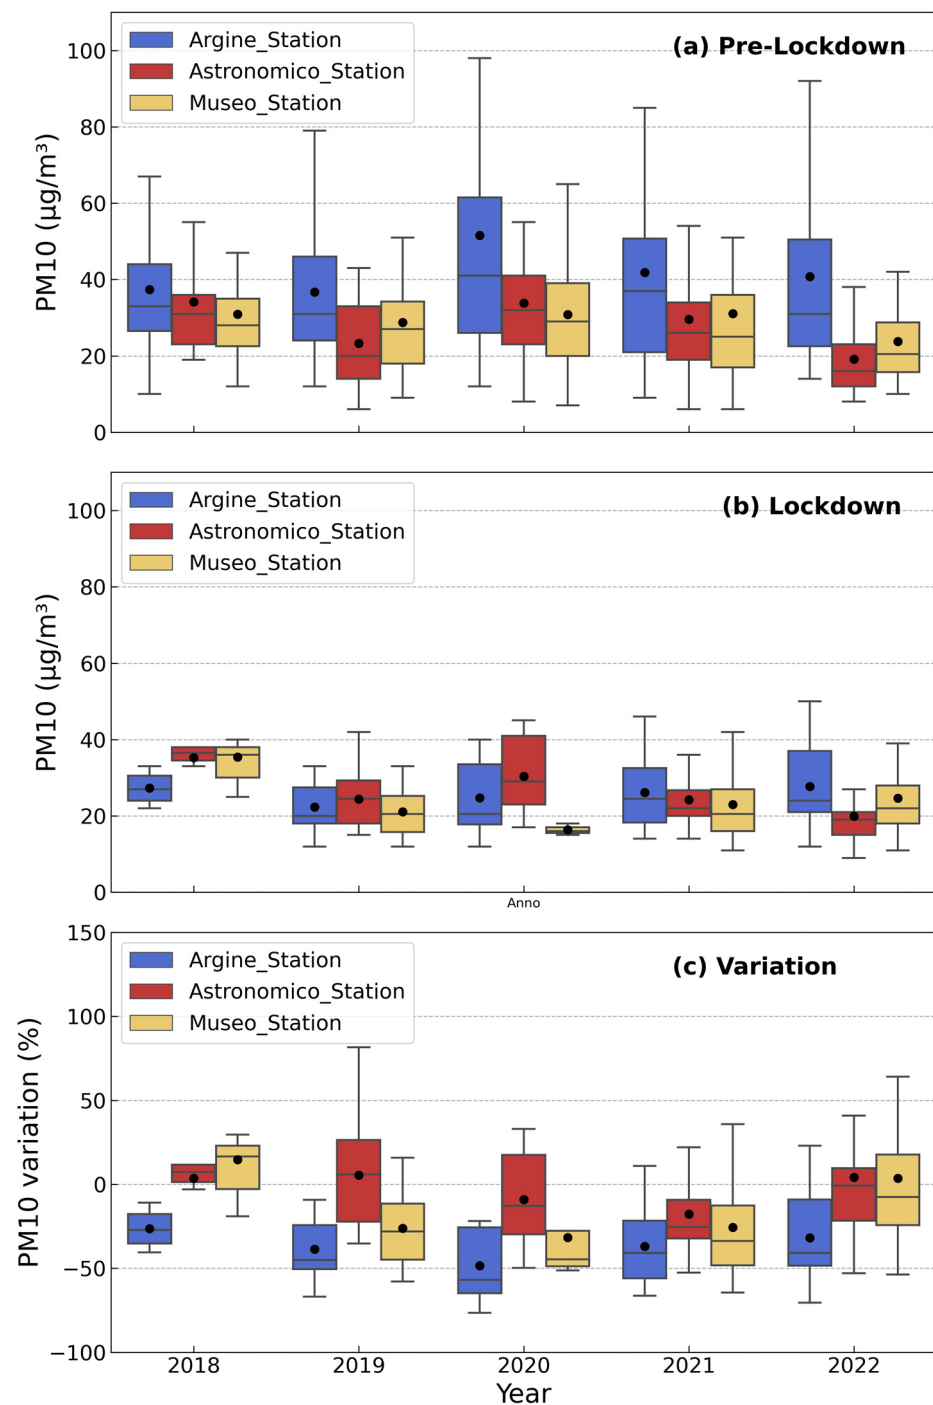 (a) Pre-Lockdown
Argine_Station
Astronomico_Station
Museo_Station
PM10 (µg/m³)
100
80
60
40
20
0
(b) Lockdown
Argine_Station
Astronomico_Station
Museo_Station
PM10 (µg/m³)
100
80
60
40
20
0
Anno
(c) Variation
Argine_Station
Astronomico_Station
Museo_Station
PM10 variation (%)
150
100
50
0
−50
−100
2018 2019 2020 2021 2022
Year